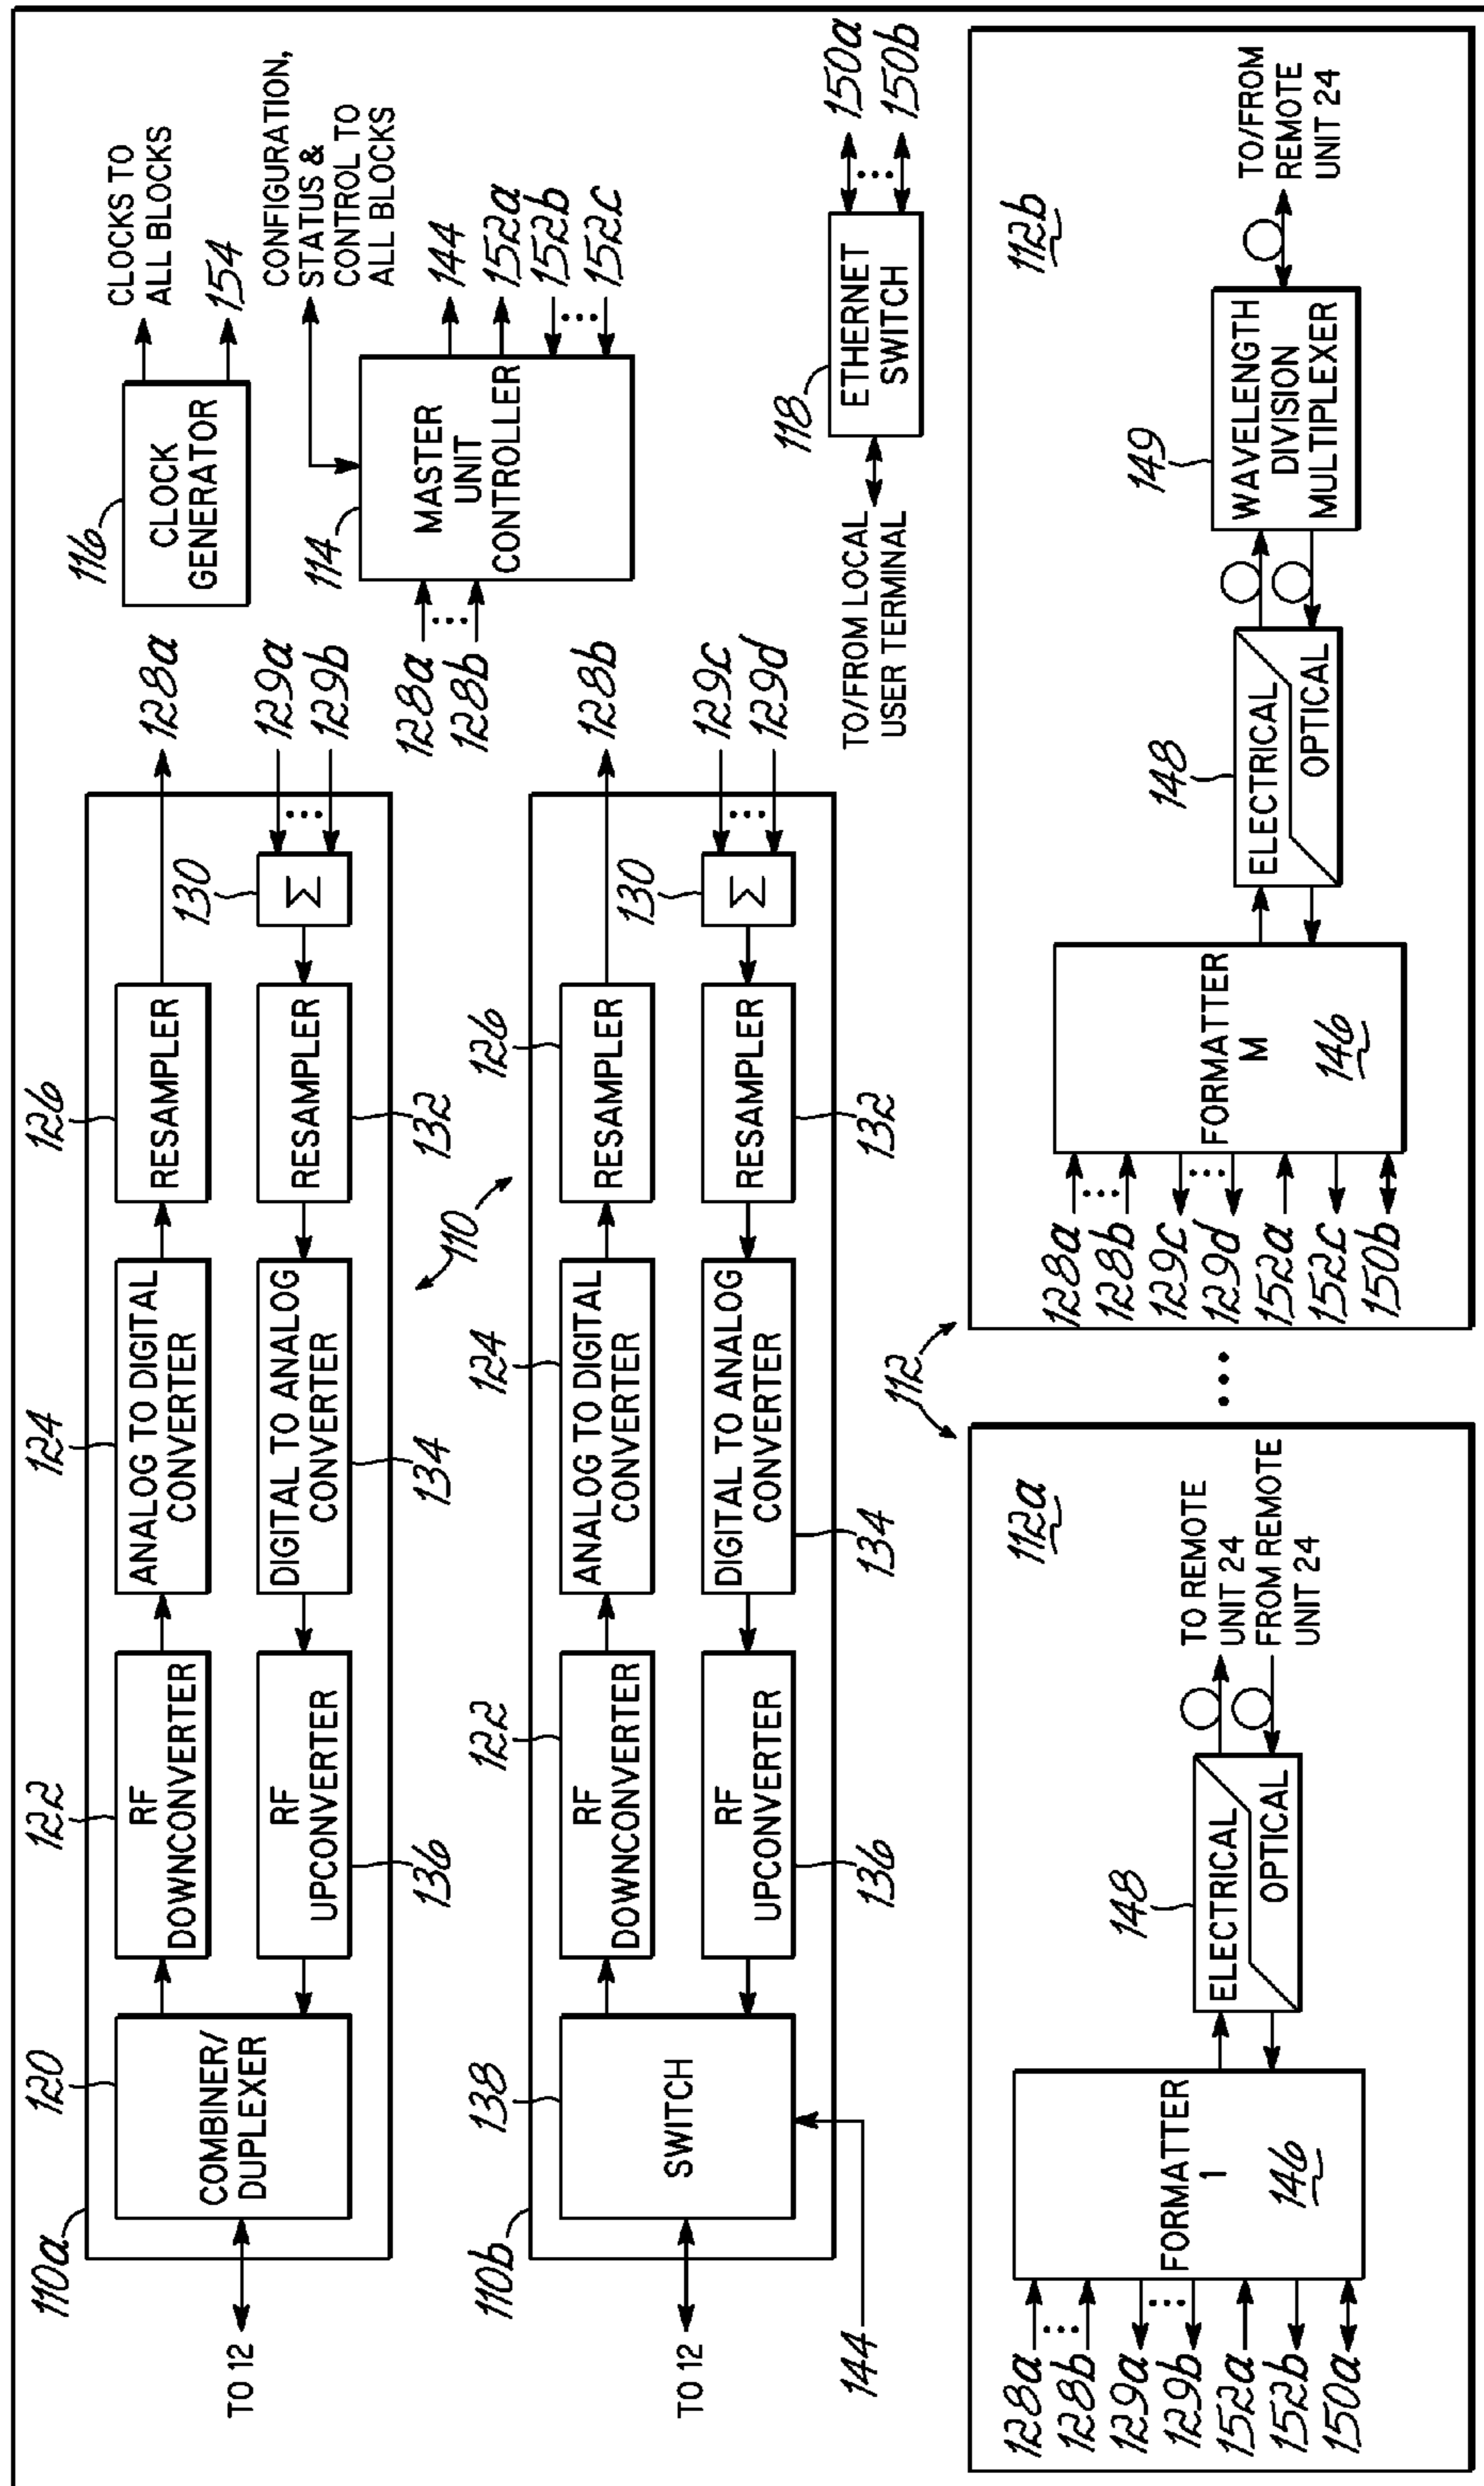 110a
120
122
124
126
TO 12
COMBINER/
DUPLEXER
RF
DOWNCONVERTER
ANALOG TO DIGITAL
CONVERTER
RESAMPLER
128a
RF
UPCONVERTER
DIGITAL TO ANALOG
CONVERTER
RESAMPLER
130
Σ
129a
129b
136
134
132
110
116
CLOCK
GENERATOR
CLOCKS TO
ALL BLOCKS
154
CONFIGURATION,
STATUS &
CONTROL TO
ALL BLOCKS
114
MASTER
UNIT
CONTROLLER
128a
128b
144
152a
152b
152c
110b
138
122
124
126
TO 12
SWITCH
144
RF
DOWNCONVERTER
ANALOG TO DIGITAL
CONVERTER
RESAMPLER
128b
RF
UPCONVERTER
DIGITAL TO ANALOG
CONVERTER
RESAMPLER
130
Σ
129c
129d
136
134
132
118
ETHERNET
SWITCH
TO/FROM LOCAL
USER TERMINAL
150a
150b
112
112a
128a
128b
129a
129b
152a
152b
150a
FORMATTER
1
146
148
ELECTRICAL
OPTICAL
TO REMOTE
UNIT 24
FROM REMOTE
UNIT 24
112b
128a
128b
129c
129d
152a
152c
150b
FORMATTER
M
146
148
ELECTRICAL
OPTICAL
149
WAVELENGTH
DIVISION
MULTIPLEXER
TO/FROM
REMOTE
UNIT 24